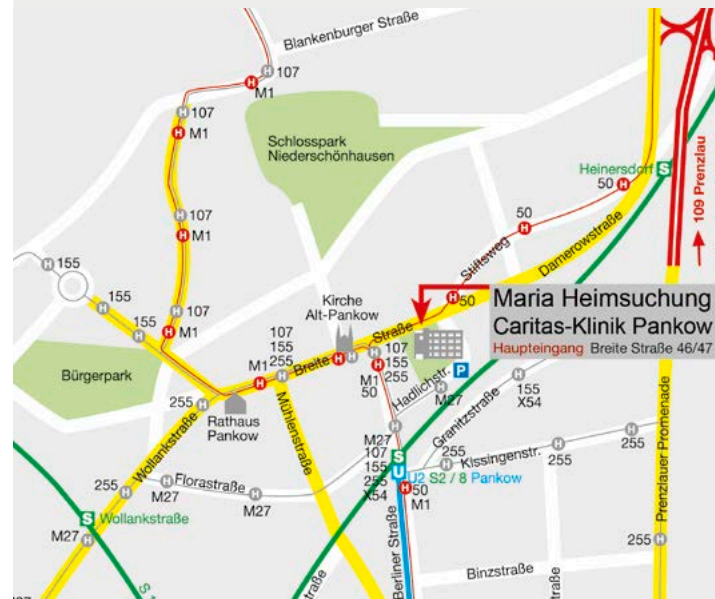 Blankenburger Straße
107
M1
107
M1
Schlosspark
Niederschönhausen
Heinersdorf
S
50
109 Prenzlau
50
107
M1
155
Stiftsweg
Damerowstraße
50
155
155
107
M1
Kirche
Alt-Pankow
Straße
Maria Heimsuchung
Caritas-Klinik Pankow
Haupteingang Breite Straße 46/47
107
155
255
M1
Breite
107
155
255
M1
50
P
Hadlichstr.
M27
155
X54
Bürgerpark
255
Rathaus
Pankow
Mühlenstraße
Granitzstraße
Wollankstraße
M27
107
155
255
X54
S
U
U2 S2 / 8 Pankow
Kissingenstr.
255
255
255
Florastraße
M27
M27
255
50
M1
Prenzlauer Promenade
S
Wollankstraße
M27
255
Berliner Straße
Binzstraße
straße
straße